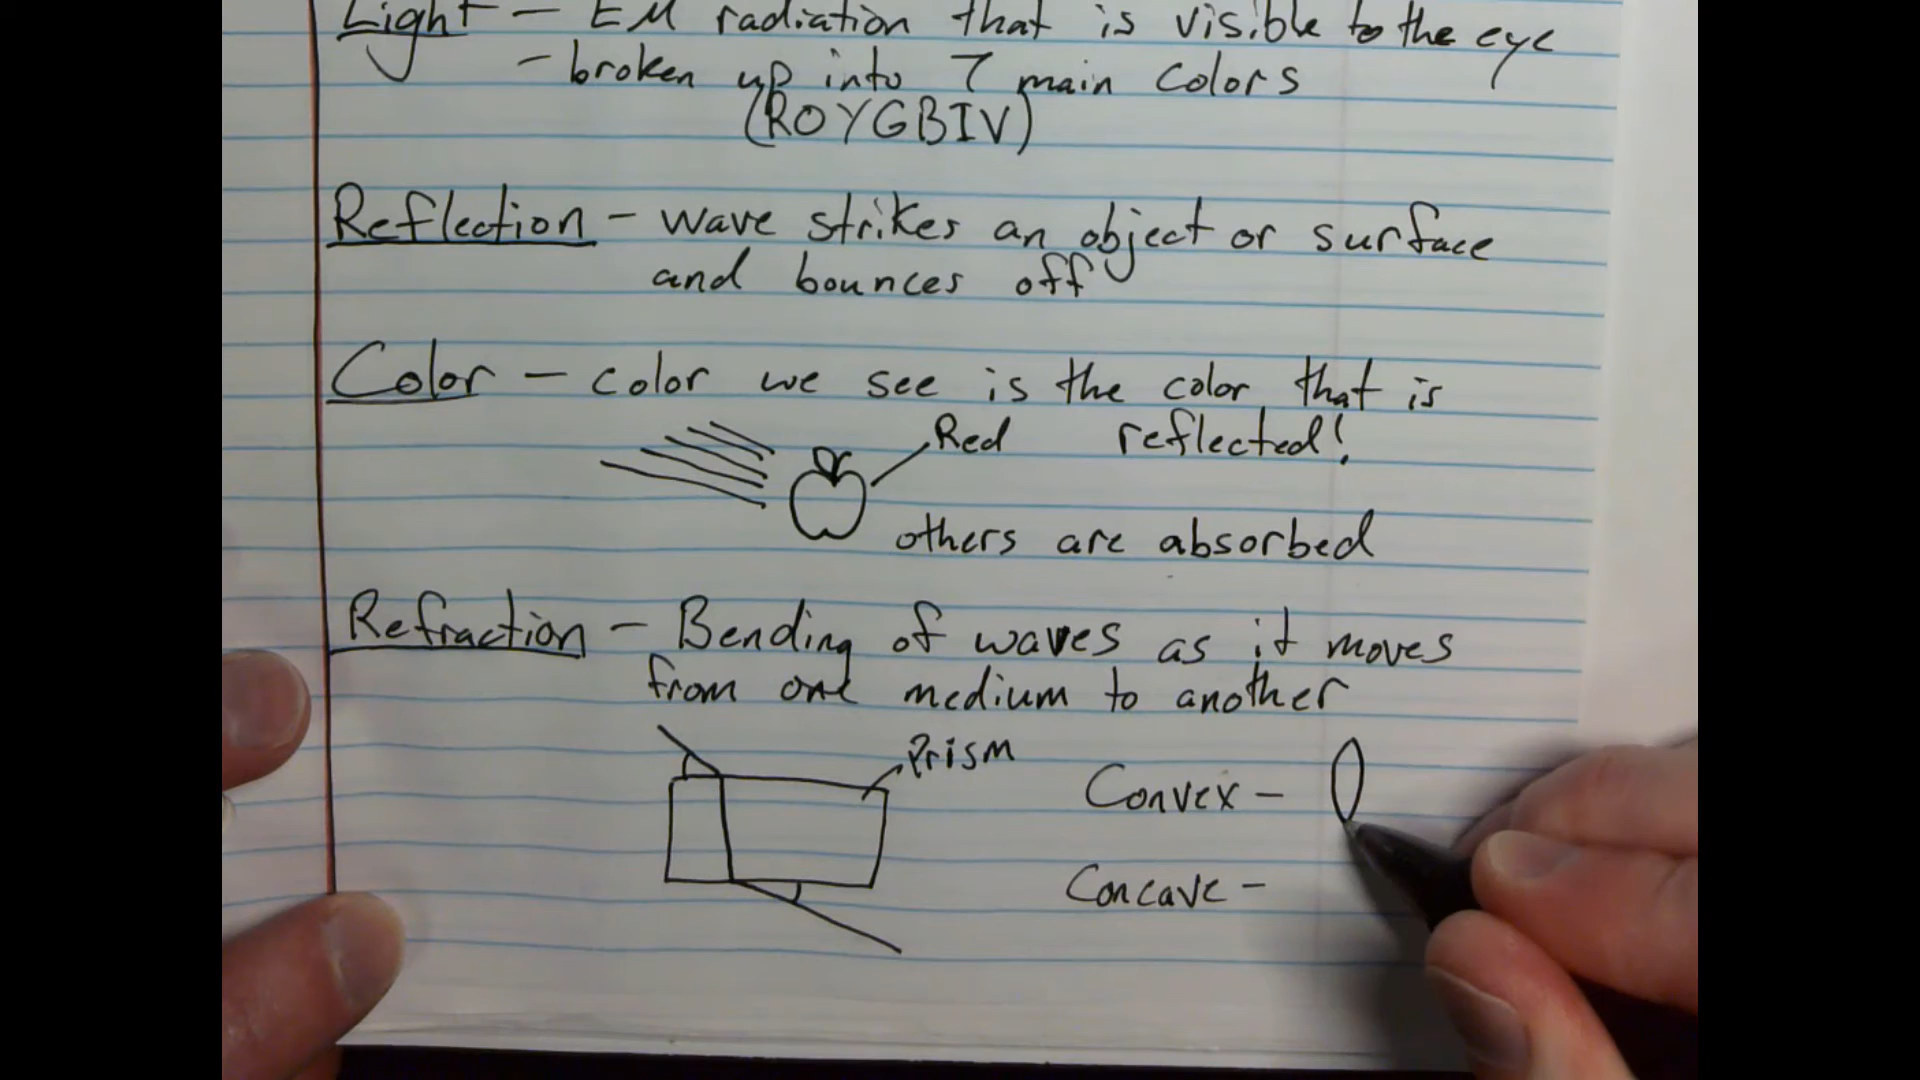 Light - EM radiation that is visible to the eye
- broken up into 7 main colors
(ROYGBIV)
Reflection - wave strikes an object or surface
and bounces off
Color - color we see is the color that is
reflected!
Red
others are absorbed
Refraction - Bending of waves as it moves
from one medium to another
Prism
Convex -
Concave -